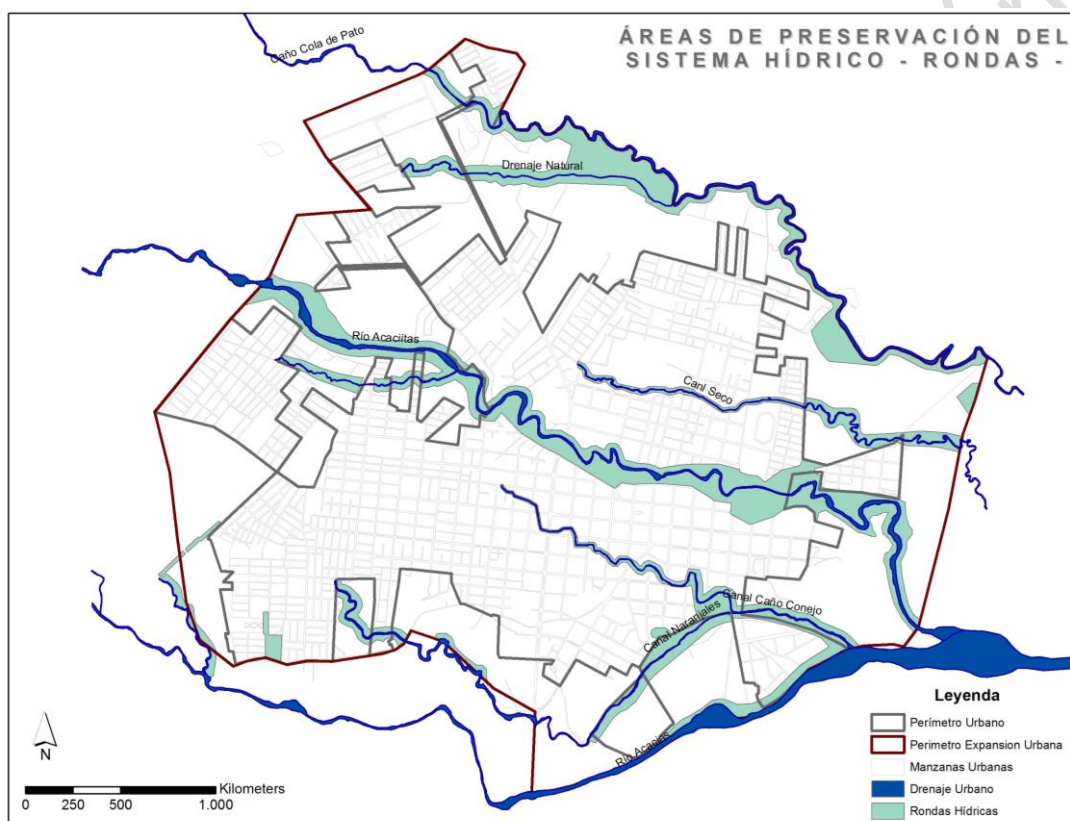 ÁREAS DE PRESERVACIÓN DEL
SISTEMA HÍDRICO - RONDAS -
Caño Cola de Pato
Drenaje Natural
Río Acaciitas
Canl Seco
Canal Caño Conejo
Canal Naranjales
Río Acacias
Leyenda
Perímetro Urbano
Perimetro Expansion Urbana
Manzanas Urbanas
Drenaje Urbano
Rondas Hídricas
N
Kilometers
0 250 500 1.000